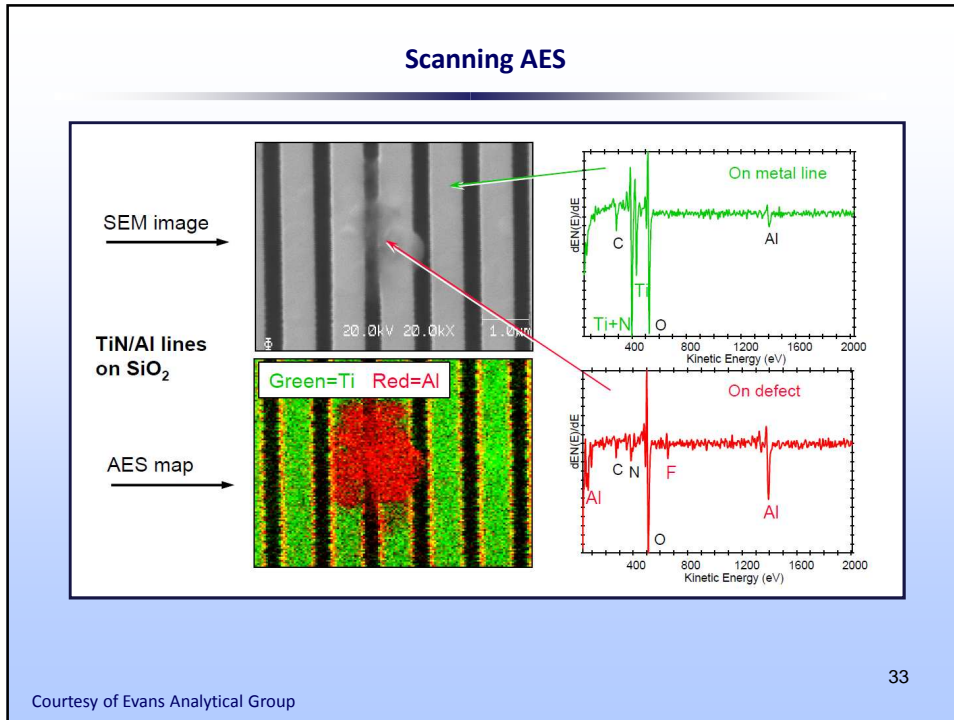 Scanning AES
SEM image
TiN/Al lines
on SiO₂
AES map
20.0kV 20.0kX 1.0μm
Green=Ti Red=Al
On metal line
dEN(E)/dE
C
Al
Ti
Ti+N
O
400 800 1200 1600 2000
Kinetic Energy (eV)
On defect
dEN(E)/dE
C N F
Al
Al
O
400 800 1200 1600 2000
Kinetic Energy (eV)
33
Courtesy of Evans Analytical Group